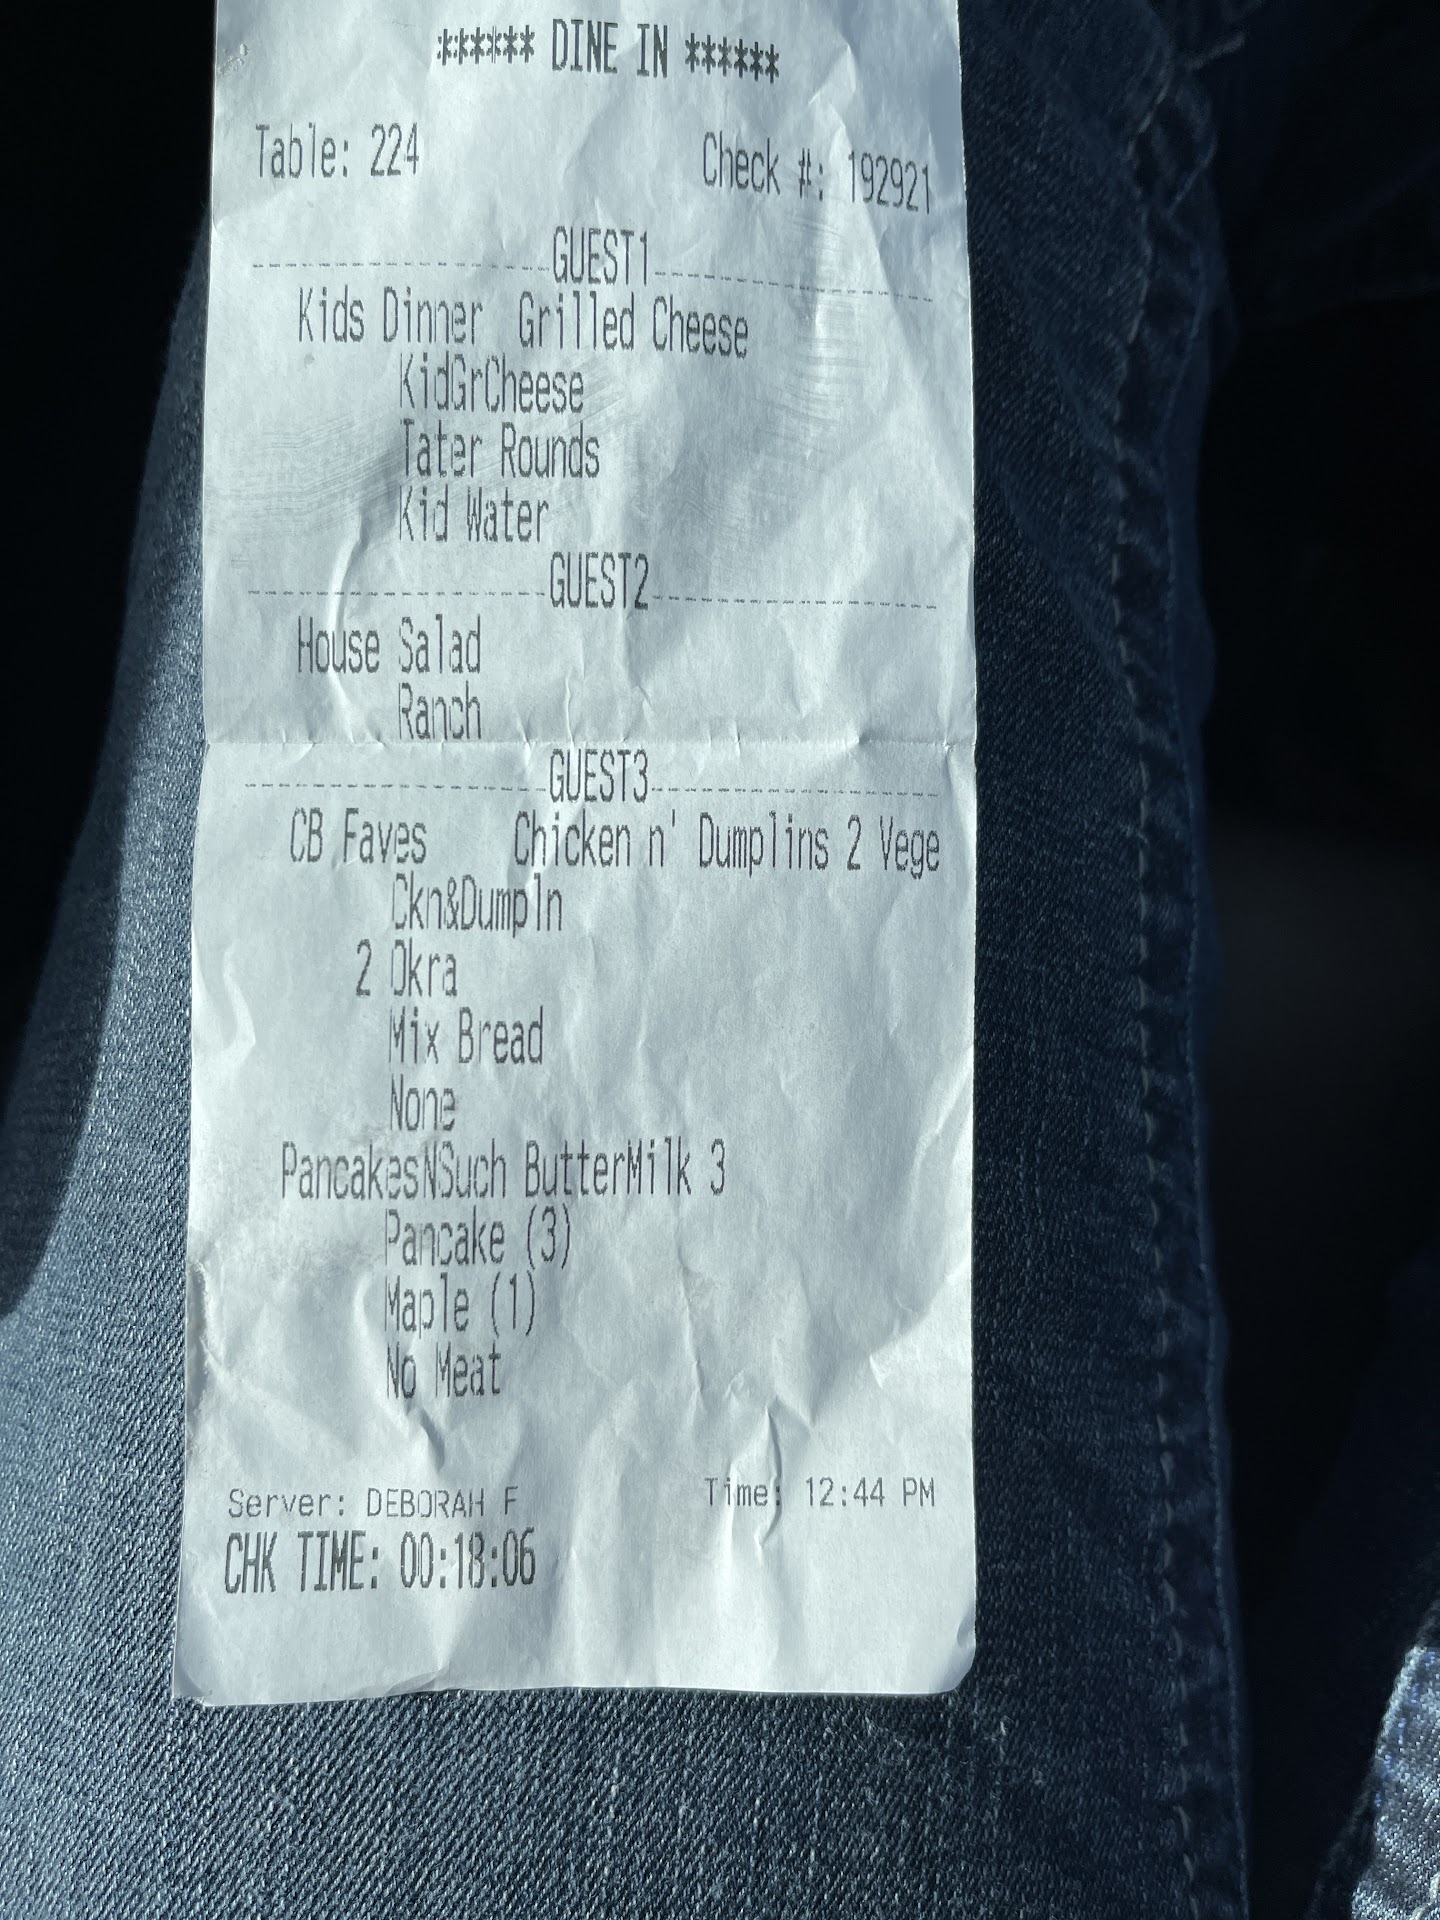 ****** DINE IN ******
Table: 224 Check #: 192921
GUEST1
Kids Dinner Grilled Cheese
KidGrCheese
Tater Rounds
Kid Water
GUEST2
House Salad
Ranch
GUEST3
CB Faves Chicken n' Dumplins 2 Vege
Ckn&Dumpln
2 Okra
Mix Bread
None
PancakesNSuch ButterMilk 3
Pancake (3)
Maple (1)
No Meat
Server: DEBORAH F Time: 12:44 PM
CHK TIME: 00:18:06